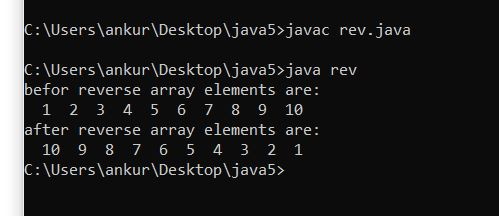 C:\Users\ankur\Desktop\java5>javac rev.java
C:\Users\ankur\Desktop\java5>java rev
befor reverse array elements are:
1 2 3 4 5 6 7 8 9 10
after reverse array elements are:
10 9 8 7 6 5 4 3 2 1
C:\Users\ankur\Desktop\java5>